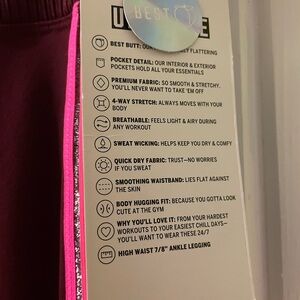 BEST
BEST BUTT: OUR FLATTERING
POCKET DETAIL: OUR INTERIOR & EXTERIOR
POCKETS HOLD ALL YOUR ESSENTIALS
PREMIUM FABRIC: SO SMOOTH & STRETCHY,
YOU'LL NEVER WANT TO TAKE 'EM OFF
4-WAY STRETCH: ALWAYS MOVES WITH YOUR
BODY
BREATHABLE: FEELS LIGHT & AIRY DURING
ANY WORKOUT
SWEAT WICKING: HELPS KEEP YOU DRY & COMFY
QUICK DRY FABRIC: TRUST—NO WORRIES
IF YOU SWEAT
SMOOTHING WAISTBAND: LIES FLAT AGAINST
THE SKIN
BODY HUGGING FIT: BECAUSE YOU GOTTA LOOK
CUTE AT THE GYM
WHY YOU'LL LOVE IT: FROM YOUR HARDEST
WORKOUTS TO YOUR EASIEST CHILL DAYS—
YOU'LL WANT TO WEAR THESE 24/7
HIGH WAIST 7/8" ANKLE LEGGING